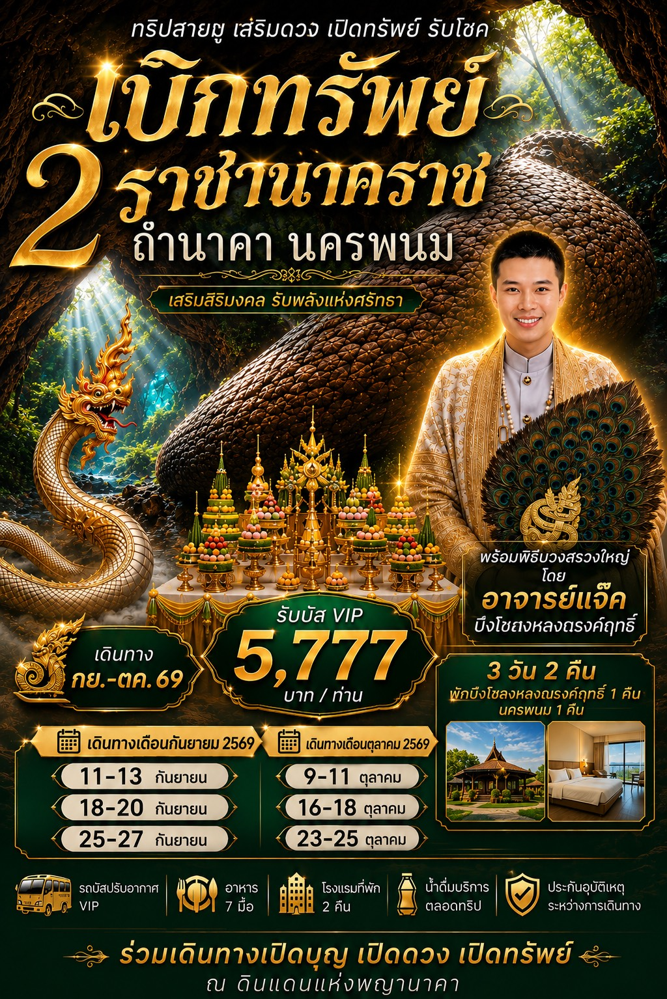 ทริปสายมู เสริมดวง เปิดทรัพย์ รับโชค
เบิกทรัพย์
2 ราชานาคราช
ถ้ำนาคา นครพนม
เสริมสิริมงคล รับพลังแห่งศรัทธา
พร้อมพิธีบวงสรวงใหญ่
โดย
อาจารย์แจ๊ค
บึงโขงหลงณรงค์ฤทธิ์
เดินทาง
กย.-ตค. 69
รับบัส VIP
5,777
บาท / ท่าน
3 วัน 2 คืน
พักบึงโขลงหลงณรงค์ฤทธิ์ 1 คืน
นครพนม 1 คืน
เดินทางเดือนกันยายม 2569
11-13 กันยายน
18-20 กันยายน
25-27 กันยายน
เดินทางเดือนตุลาคม 2569
9-11 ตุลาคม
16-18 ตุลาคม
23-25 ตุลาคม
รถบัสปรับอากาศ
VIP
อาหาร
7 มื้อ
โรงแรมที่พัก
2 คืน
น้ำดื่มบริการ
ตลอดทริป
ประกันอุบัติเหตุ
ระหว่างการเดินทาง
ร่วมเดินทางเปิดบุญ เปิดดวง เปิดทรัพย์
ณ ดินแดนแห่งพญานาคา